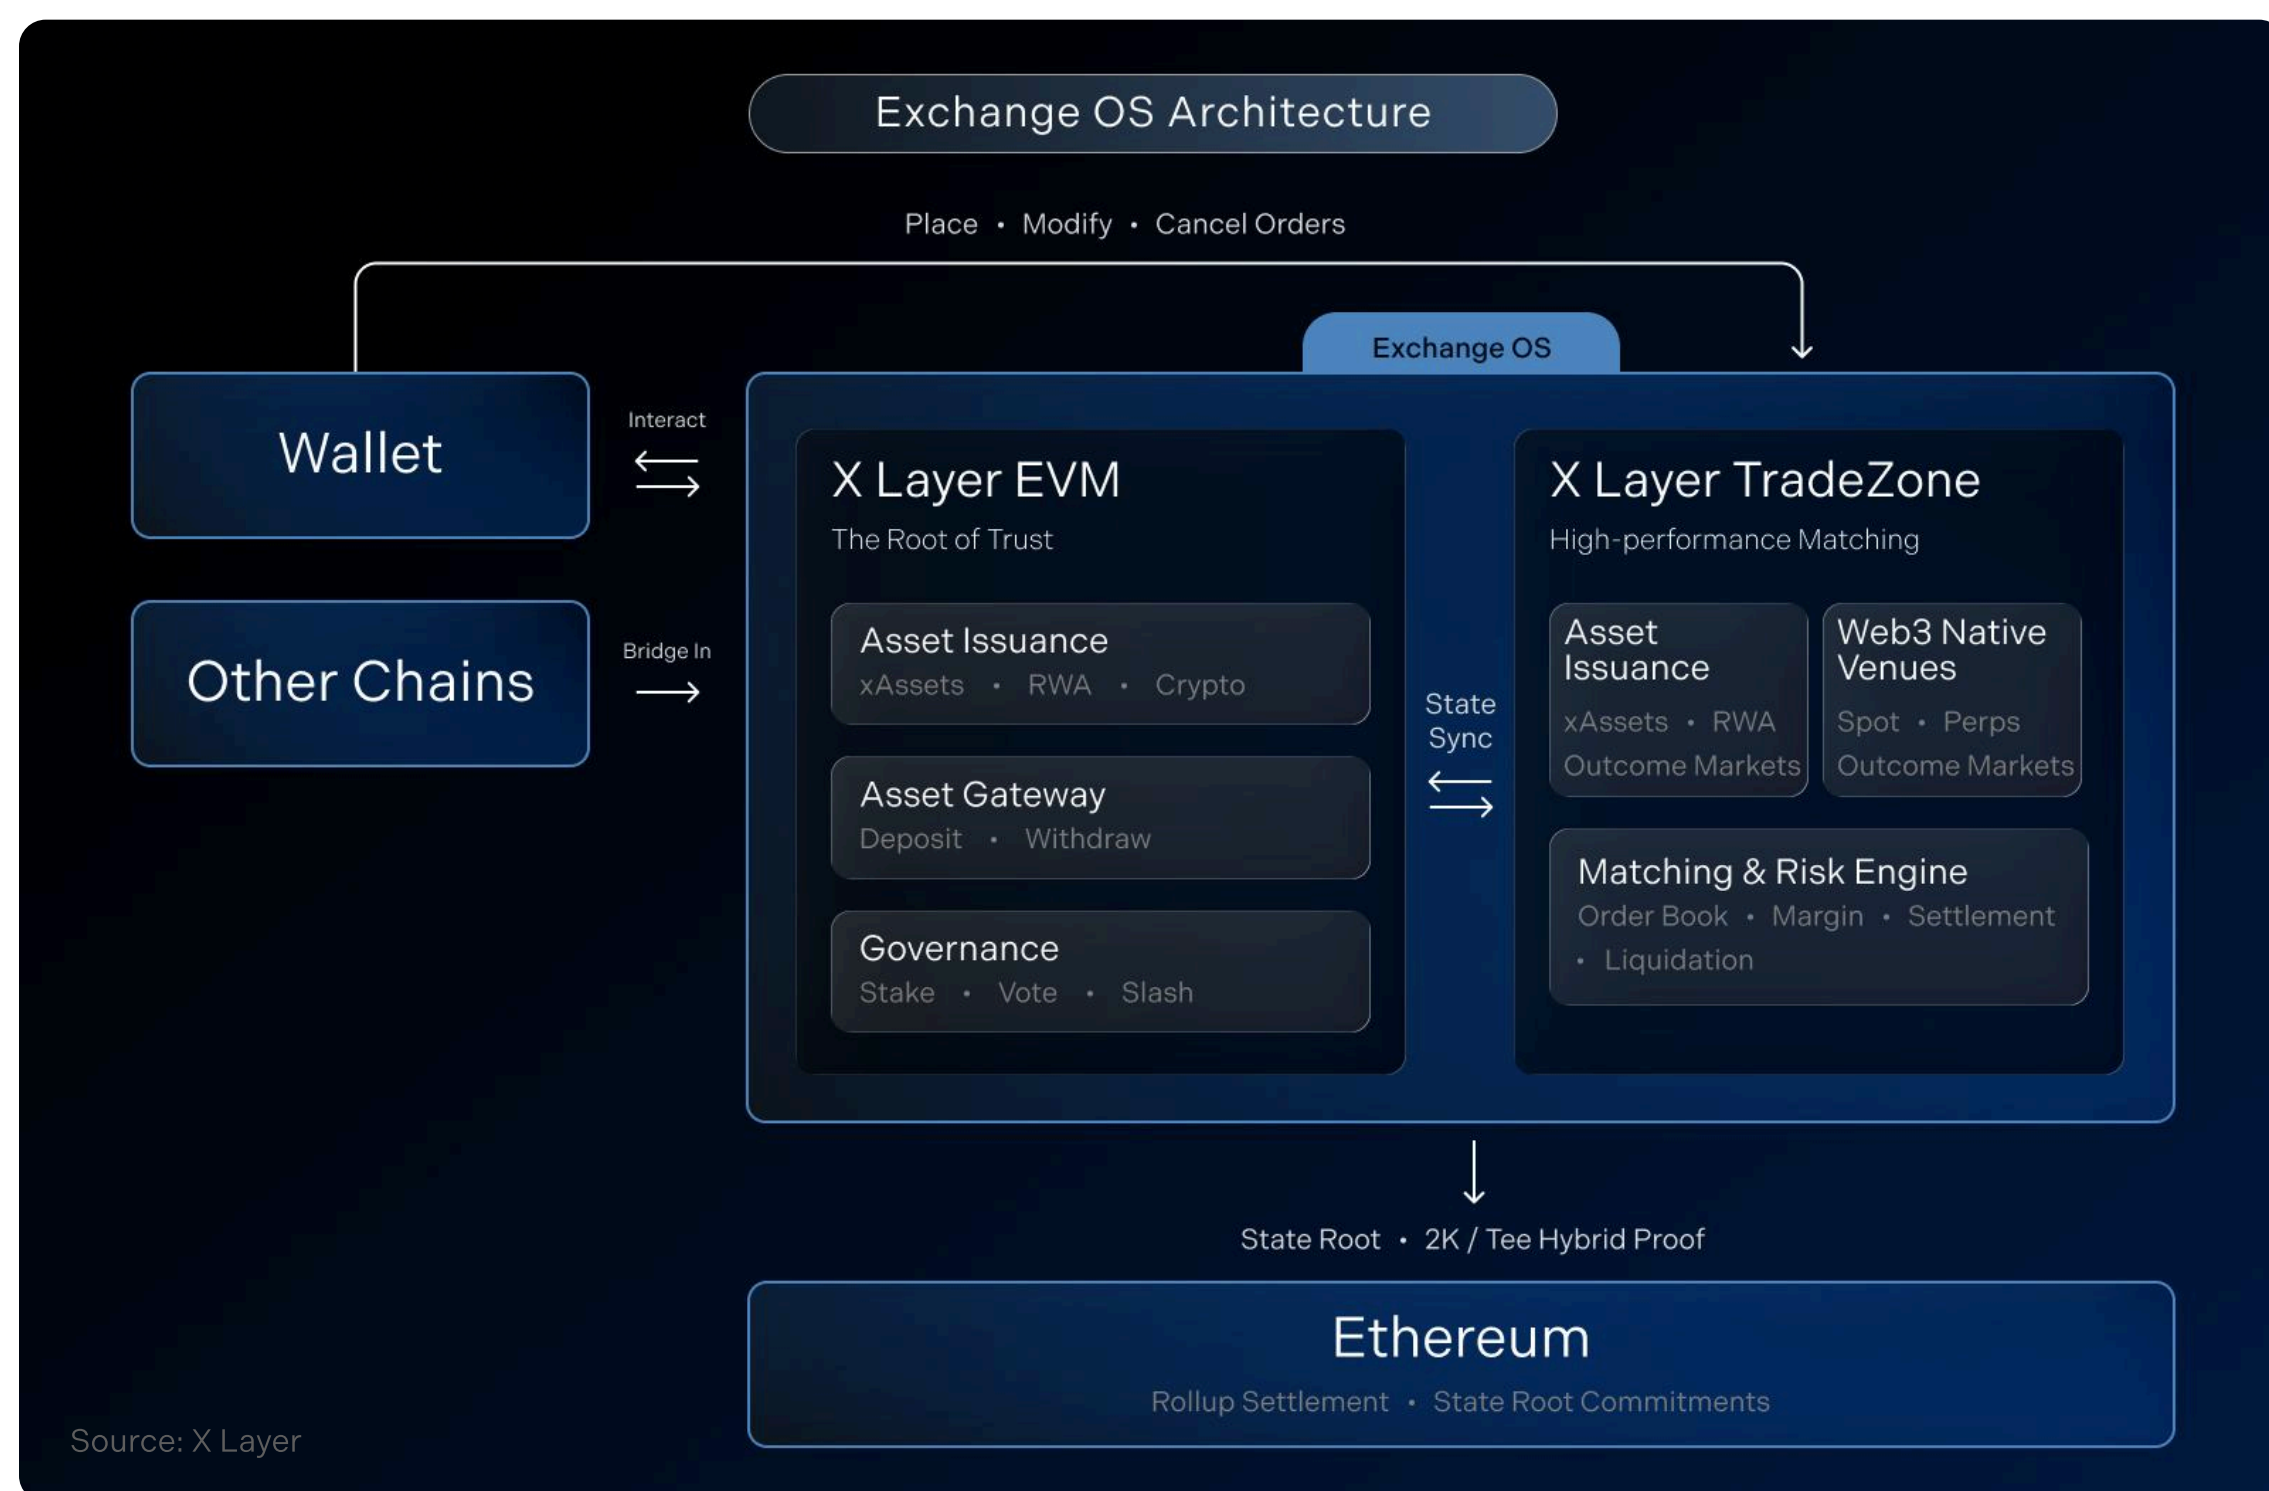 Exchange OS Architecture
Place • Modify • Cancel Orders
Exchange OS
Wallet
Interact
Other Chains
Bridge In
X Layer EVM
The Root of Trust
Asset Issuance
xAssets • RWA • Crypto
Asset Gateway
Deposit • Withdraw
Governance
Stake • Vote • Slash
State
Sync
X Layer TradeZone
High-performance Matching
Asset
Issuance
xAssets • RWA
Outcome Markets
Web3 Native
Venues
Spot • Perps
Outcome Markets
Matching & Risk Engine
Order Book • Margin • Settlement
• Liquidation
State Root • 2K / Tee Hybrid Proof
Ethereum
Rollup Settlement • State Root Commitments
Source: X Layer